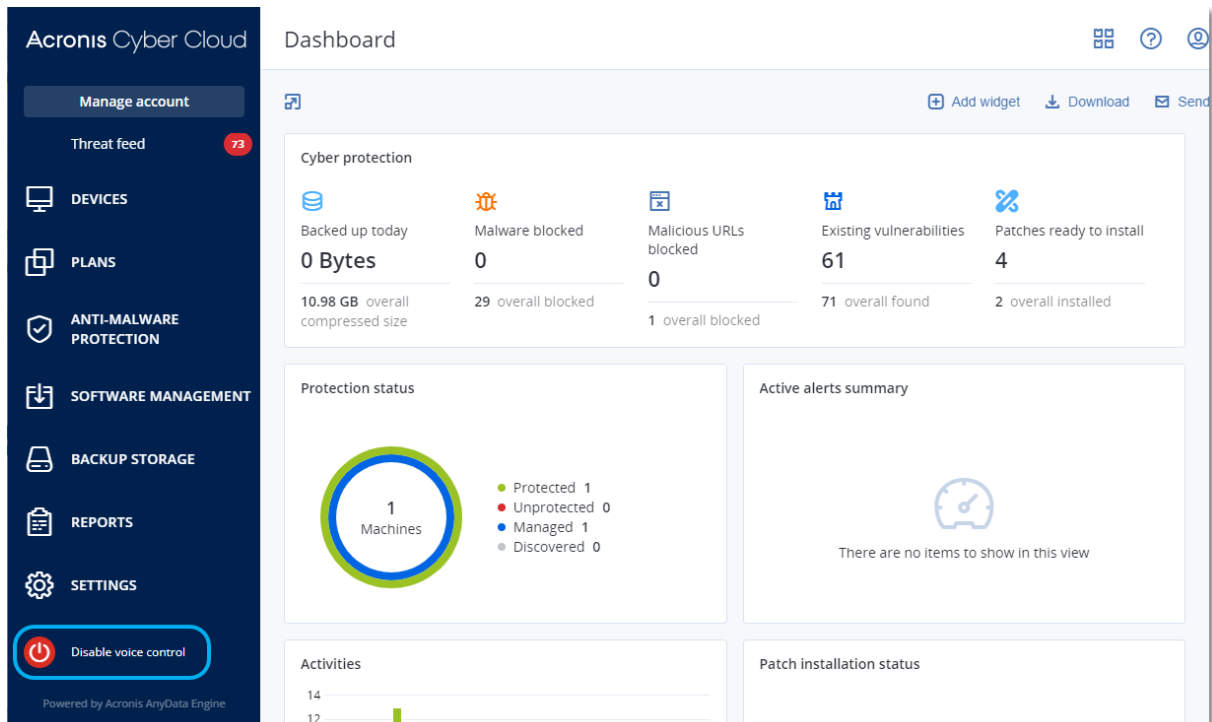 Acronis Cyber Cloud
Manage account
Threat feed 73
DEVICES
PLANS
ANTI-MALWARE
PROTECTION
SOFTWARE MANAGEMENT
BACKUP STORAGE
REPORTS
SETTINGS
Disable voice control
Powered by Acronis AnyData Engine
Dashboard
Add widget Download Send
Cyber protection
Backed up today
0 Bytes
10.98 GB overall
compressed size
Malware blocked
0
29 overall blocked
Malicious URLs
blocked
0
1 overall blocked
Existing vulnerabilities
61
71 overall found
Patches ready to install
4
2 overall installed
Protection status
1
Machines
Protected 1
Unprotected 0
Managed 1
Discovered 0
Active alerts summary
There are no items to show in this view
Activities
14
12
Patch installation status